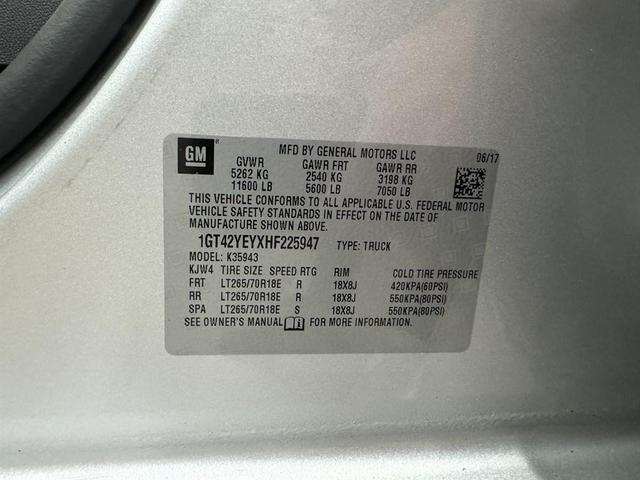 GM
MFD BY GENERAL MOTORS LLC 06/17
GVWR GAWR FRT GAWR RR
5262 KG 2540 KG 3198 KG
11600 LB 5600 LB 7050 LB
THIS VEHICLE CONFORMS TO ALL APPLICABLE U.S. FEDERAL MOTOR
VEHICLE SAFETY STANDARDS IN EFFECT ON THE DATE OF
MANUFACTURE SHOWN ABOVE.
1GT42YEYXHF225947 TYPE: TRUCK
MODEL: K35943
KJW4 TIRE SIZE SPEED RTG RIM COLD TIRE PRESSURE
FRT LT265/70R18E R 18X8J 420KPA(60PSI)
RR LT265/70R18E R 18X8J 550KPA(80PSI)
SPA LT265/70R18E S 18X8J 550KPA(80PSI)
SEE OWNER'S MANUAL FOR MORE INFORMATION.